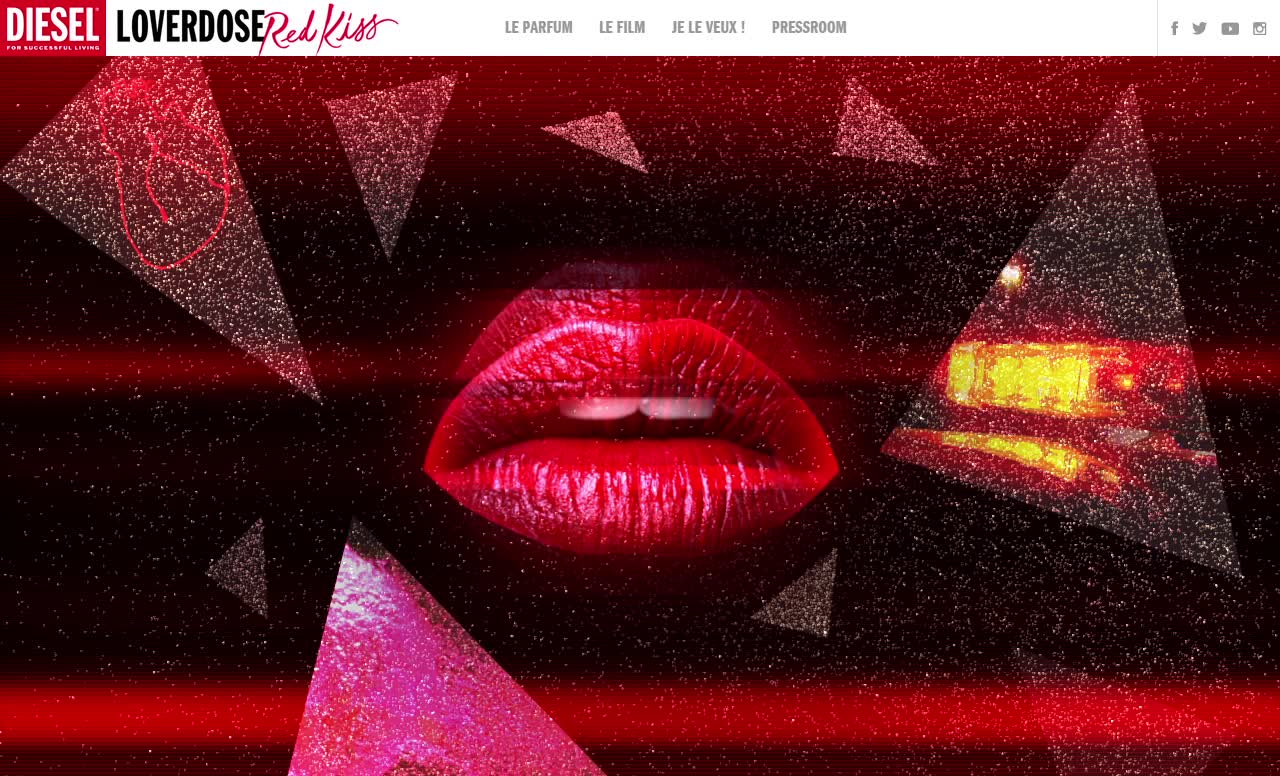 DIESEL
FOR SUCCESSFUL LIVING
LOVERDOSE Red Kiss
LE PARFUM LE FILM JE LE VEUX ! PRESSROOM